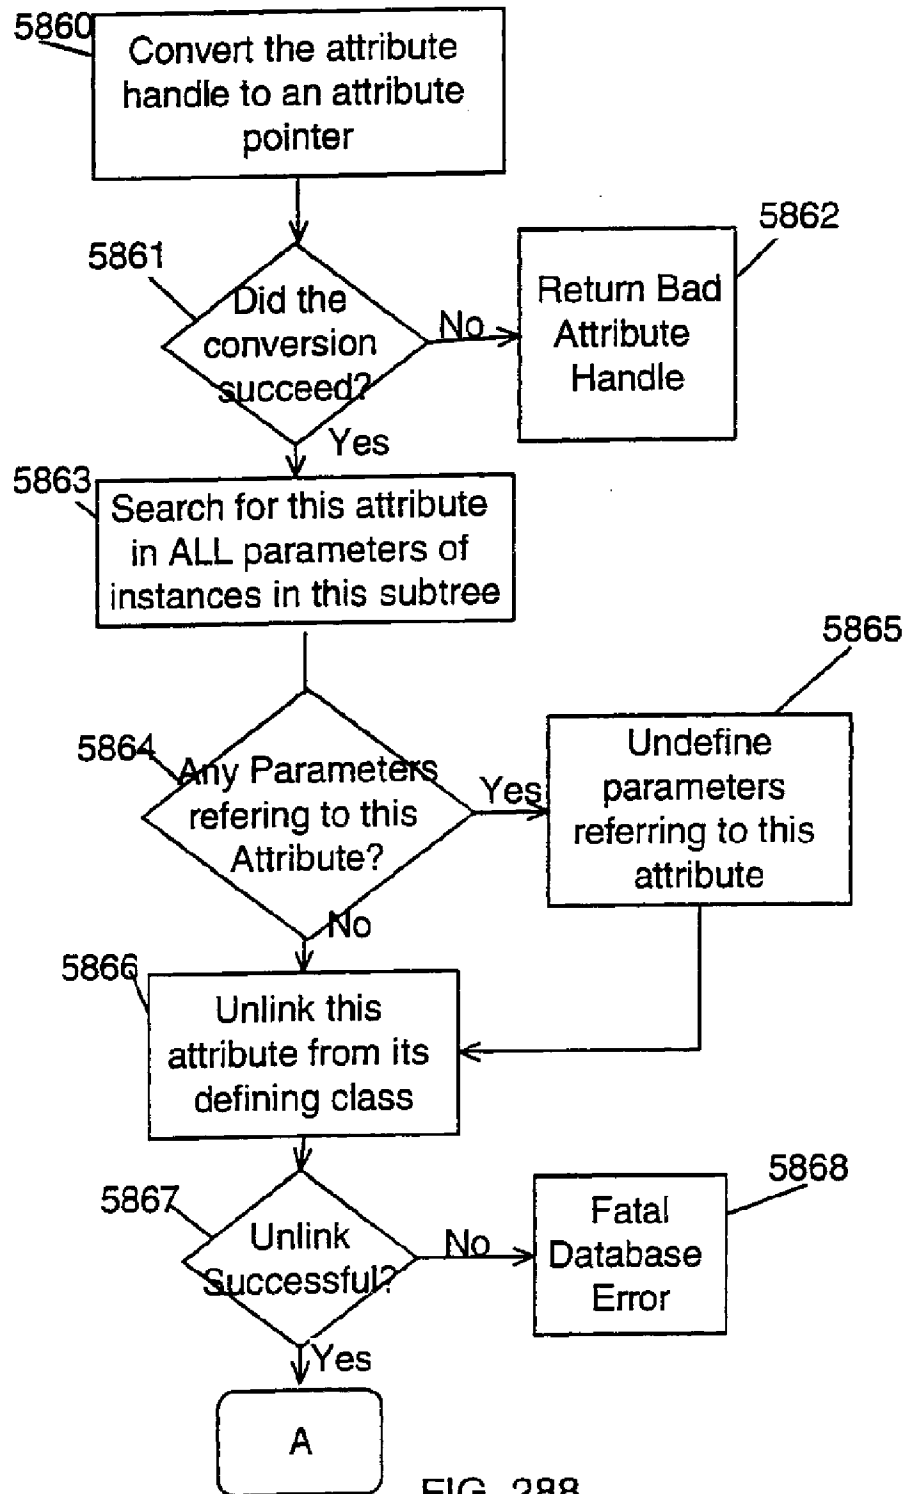 5860
Convert the attribute
handle to an attribute
pointer
5861
Did the
conversion
succeed?
No
5862
Return Bad
Attribute
Handle
Yes
5863
Search for this attribute
in ALL parameters of
instances in this subtree
5864
Any Parameters
refering to this
Attribute?
Yes
5865
Undefine
parameters
referring to this
attribute
No
5866
Unlink this
attribute from its
defining class
5867
Unlink
Successful?
No
5868
Fatal
Database
Error
Yes
A
FIG. 288